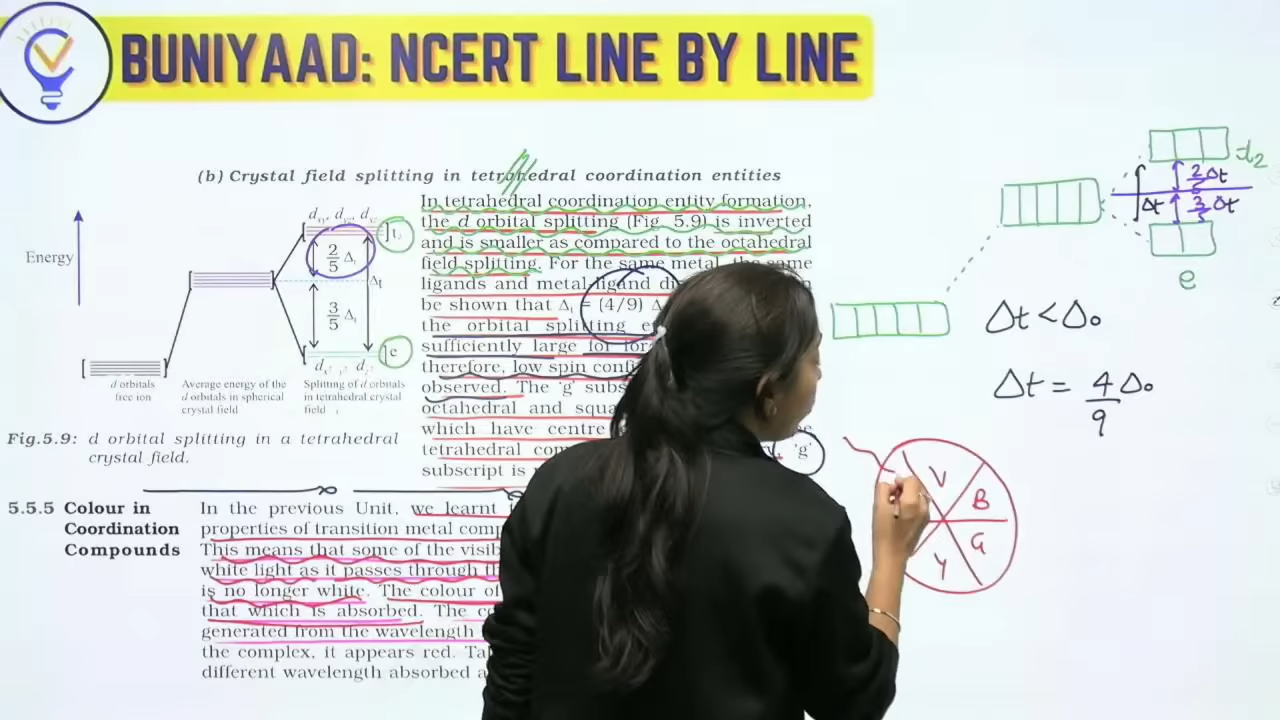 BUNIYAAD: NCERT LINE BY LINE
(b) Crystal field splitting in tetrahedral coordination entities
Energy
2/5 Δt
Δt
3/5 Δt
t2
e
d orbitals
free ion
Average energy of the
d orbitals in spherical
crystal field
Splitting of d orbitals
in tetrahedral crystal
field
Fig.5.9: d orbital splitting in a tetrahedral
crystal field.
In tetrahedral coordination entity formation,
the d orbital splitting (Fig. 5.9) is inverted
and is smaller as compared to the octahedral
field splitting. For the same metal, the same
ligands and metal-ligand
be shown that Δt = (4/9)
the orbital splitting
sufficiently large for
therefore, low spin
observed. The 'g'
octahedral and
which have centre
tetrahedral 'g'
subscript is
5.5.5 Colour in
Coordination
Compounds
In the previous Unit, we learnt
properties of transition metal
This means that some of the
white light as it passes through
is no longer white. The colour of
that which is absorbed. The
generated from the wavelength
the complex, it appears red.
different wavelength absorbed
2/5 Δt
Δt
3/5 Δt
e
Δt < Δo
Δt = 4/9 Δo
V
B
G
Y